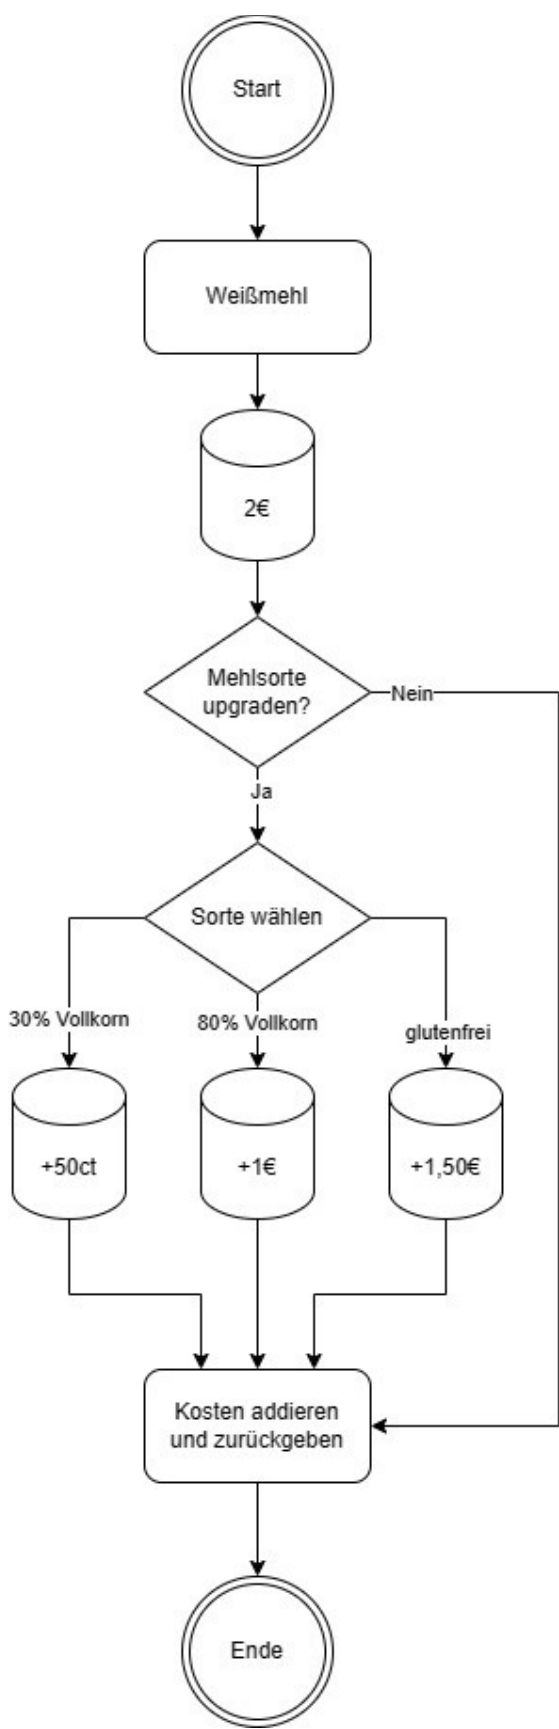 Start
Weißmehl
2€
Mehlsorte
upgraden?
Nein
Ja
Sorte wählen
30% Vollkorn
80% Vollkorn
glutenfrei
+50ct
+1€
+1,50€
Kosten addieren
und zurückgeben
Ende